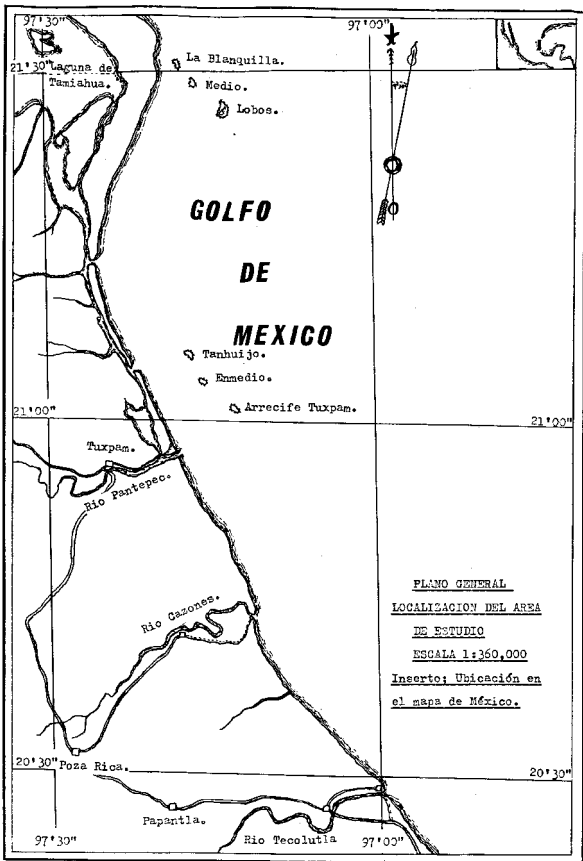 97'30"
97'00"
21'30"
Laguna de
Tamiahua.
La Blanquilla.
Medio.
Lobos.
GOLFO
DE
MEXICO
Tanhuijo.
Enmedio.
Arrecife Tuxpam.
21'00"
21'00"
Tuxpam.
Rio Pantepec.
Rio Cazones.
PLANO GENERAL
LOCALIZACION DEL AREA
DE ESTUDIO
ESCALA 1:360,000
Inserto; Ubicación en
el mapa de México.
20'30"
Poza Rica.
20'30"
Papantla.
Rio Tecolutla
97'30"
97'00"